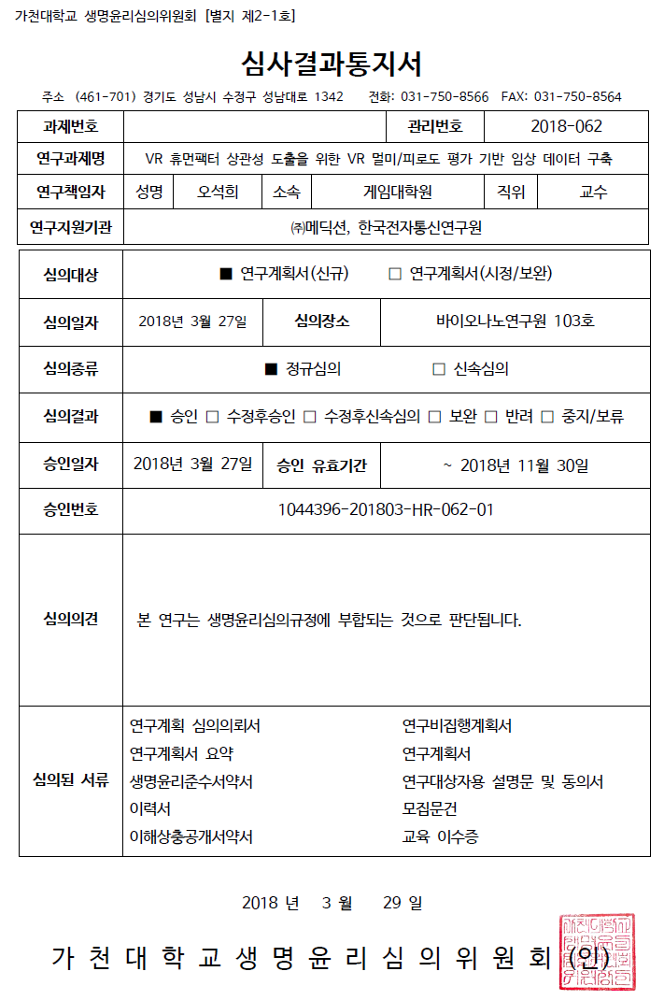 가천대학교 생명윤리심의위원회 [별지 제2-1호]
심사결과통지서
주소 (461-701) 경기도 성남시 수정구 성남대로 1342 전화: 031-750-8566 FAX: 031-750-8564
과제번호 관리번호 2018-062
연구과제명 VR 휴먼팩터 상관성 도출을 위한 VR 멀미/피로도 평가 기반 임상 데이터 구축
연구책임자 성명 오석희 소속 게임대학원 직위 교수
연구지원기관 ㈜메딕션, 한국전자통신연구원
심의대상 ■ 연구계획서(신규) □ 연구계획서(시정/보완)
심의일자 2018년 3월 27일 심의장소 바이오나노연구원 103호
심의종류 ■ 정규심의 □ 신속심의
심의결과 ■ 승인 □ 수정후승인 □ 수정후신속심의 □ 보완 □ 반려 □ 중지/보류
승인일자 2018년 3월 27일 승인 유효기간 ~ 2018년 11월 30일
승인번호 1044396-201803-HR-062-01
심의의견 본 연구는 생명윤리심의규정에 부합되는 것으로 판단됩니다.
심의된 서류
연구계획 심의의뢰서 연구비집행계획서
연구계획서 요약 연구계획서
생명윤리준수서약서 연구대상자용 설명문 및 동의서
이력서 모집문건
이해상충공개서약서 교육 이수증
2018 년 3 월 29 일
가 천 대 학 교 생 명 윤 리 심 의 위 원 회 (인)